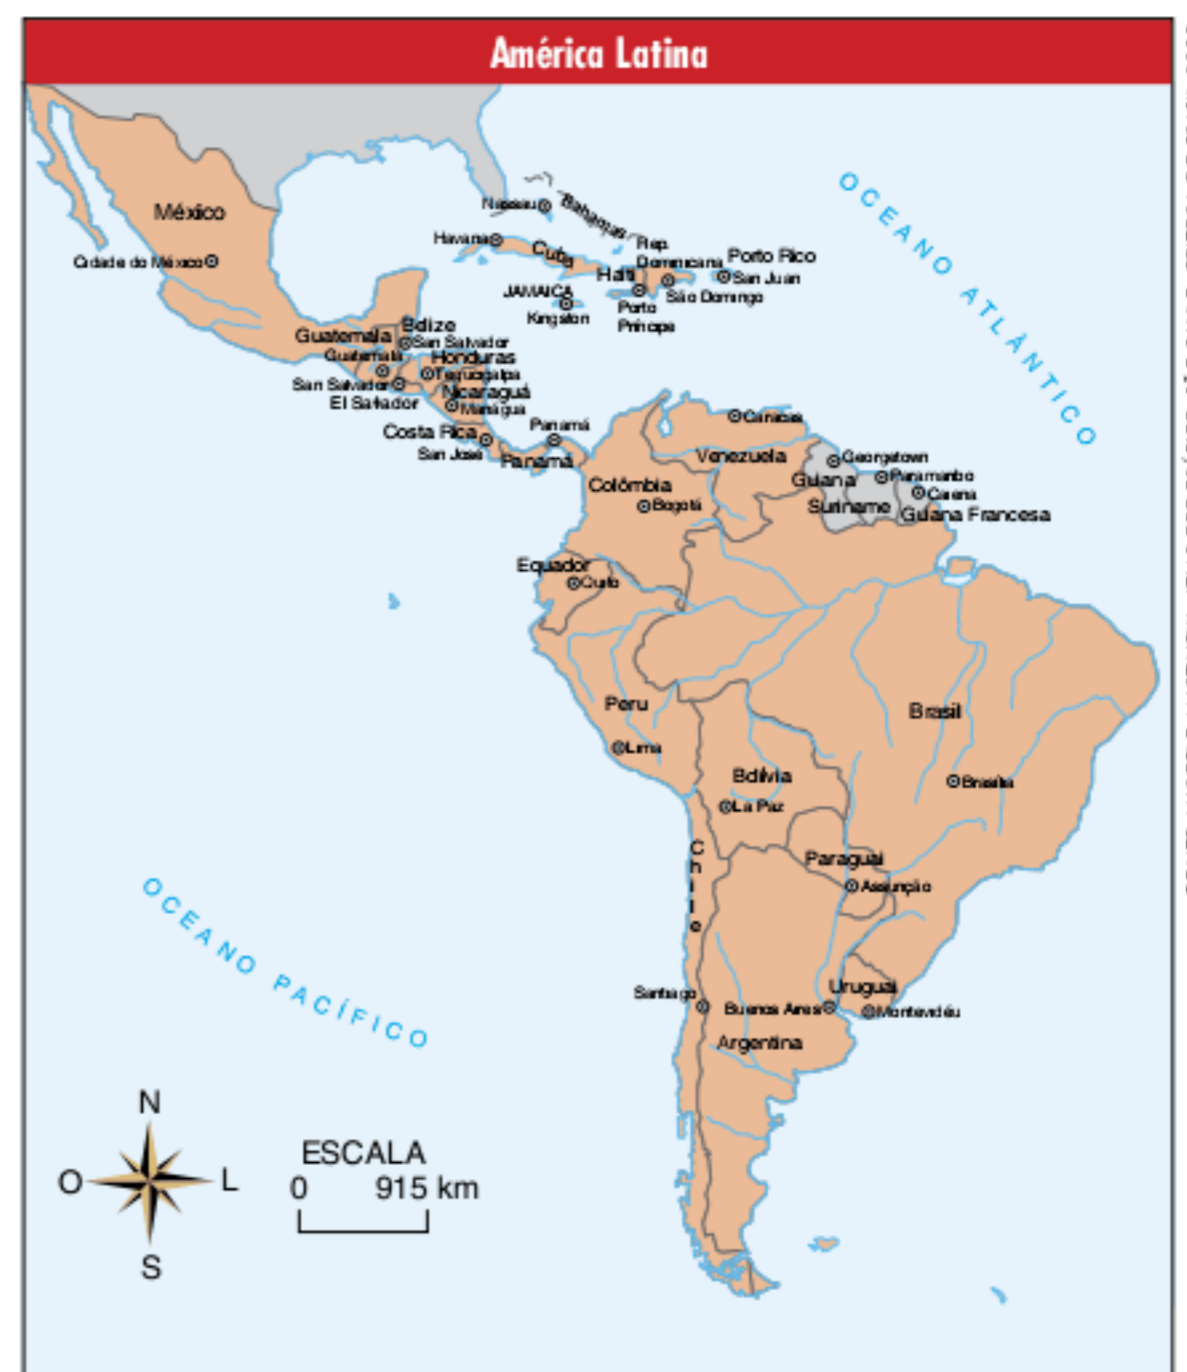 América Latina
OCEANO ATLÂNTICO
México
Cidade do México
Nassau
Bahamas
Havana
Cuba
Rep.
Dominicana
Porto Rico
Haiti
San Juan
São Domingo
JAMAICA
Kingston
Porto
Príncipe
Belize
Guatemala
San Salvador
Guatemala
Honduras
Tegucigalpa
San Salvador
El Salvador
Nicaraguá
Manágua
Costa Rica
Panamá
San José
Panamá
Caracas
Venezuela
Georgetown
Guiana
Paramaribo
Caiena
Suriname
Guiana Francesa
Colômbia
Bogotá
Equador
Quito
Peru
Lima
Brasil
Brasília
Bolívia
La Paz
Chile
Paraguai
Assunção
OCEANO PACÍFICO
Santiago
Buenos Aires
Uruguai
Montevidéu
Argentina
N
O
L
S
ESCALA
0 915 km